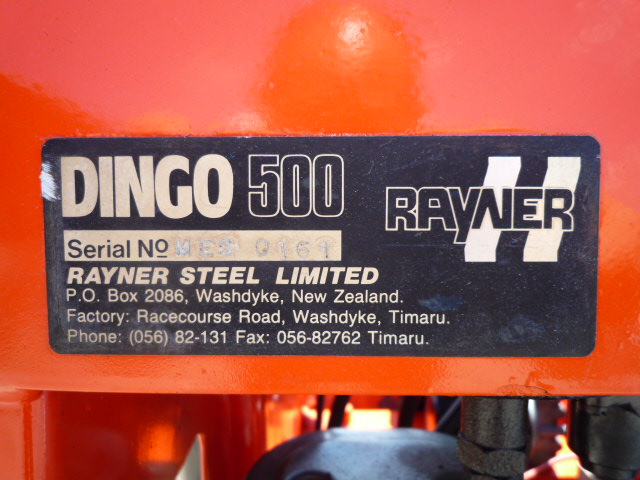 DINGO 500
RAYNER
Serial Nº MES 0161
RAYNER STEEL LIMITED
P.O. Box 2086, Washdyke, New Zealand.
Factory: Racecourse Road, Washdyke, Timaru.
Phone: (056) 82-131 Fax: 056-82762 Timaru.